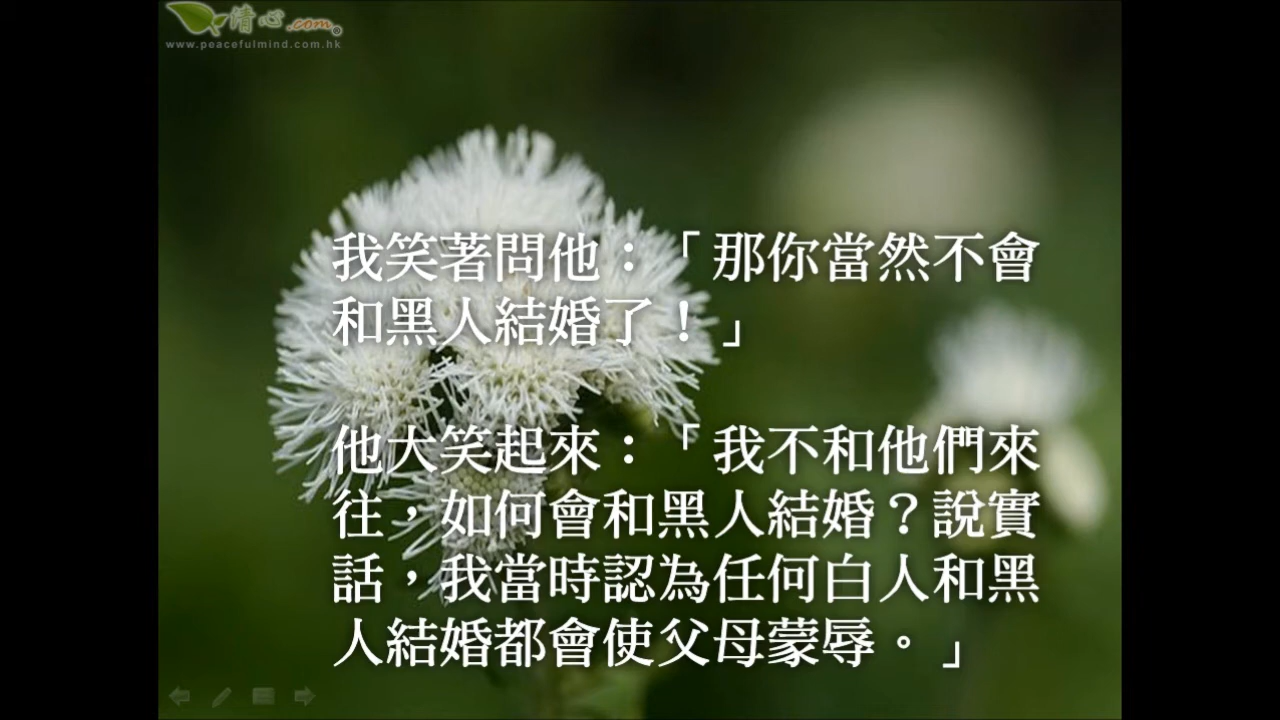 清心.com
www.peacefulmind.com.hk
我笑著問他：「那你當然不會
和黑人結婚了！」
他大笑起來：「我不和他們來
往，如何會和黑人結婚？說實
話，我當時認為任何白人和黑
人結婚都會使父母蒙辱。」